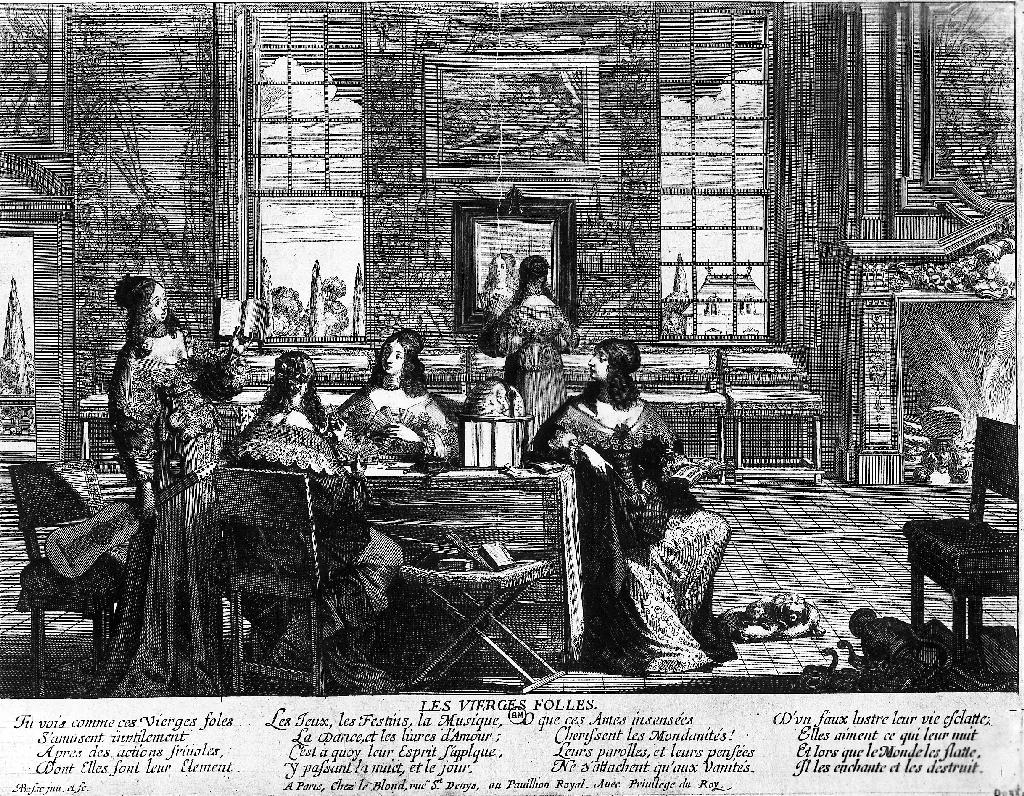 LES VIERGES FOLLES.
Tu vois comme ces Vierges foles
S'amusent inutilement
Apres des actions friuoles,
Dont Elles font leur Element.
Les Jeux, les Festins, la Musique,
La Dance, et les liures d'Amour;
C'est a quoy leur Esprit s'aplique,
Y passant la nuict, et le jour.
O que ces Ames insensées
Cherissent les Mondanités!
Leurs parolles, et leurs pensées
Ne s'attachent qu'aux Vanités.
D'vn faux lustre leur vie esclatte;
Elles aiment ce qui leur nuit
Et lors que le Monde les flatte,
Il les enchante et les destruit.
ABosse jnu. et fe.
A Paris, Chez le Blond, rue St. Denys, au Pauillion Royal. Auec Priuilege du Roy.